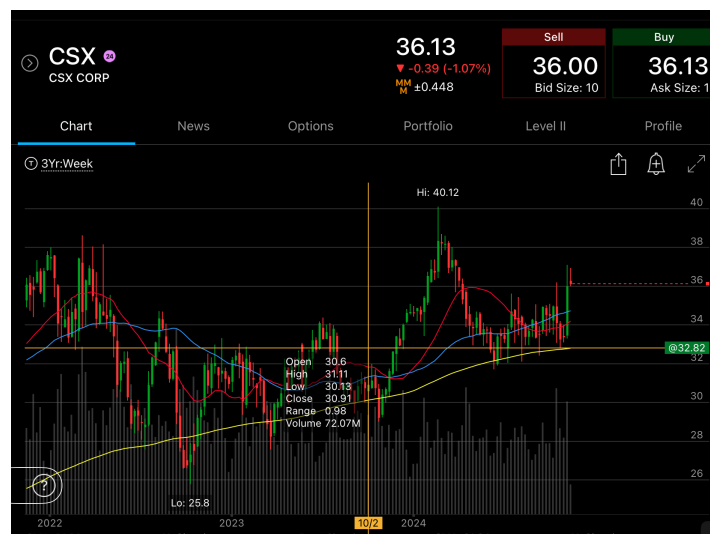 CSX 24
CSX CORP
36.13
▼ -0.39 (-1.07%)
MM
M ±0.448
Sell
36.00
Bid Size: 10
Buy
36.13
Ask Size: 1
Chart News Options Portfolio Level II Profile
T 3Yr:Week
Hi: 40.12
40
38
36
34
@32.82
32
Open 30.6
High 31.11
Low 30.13
Close 30.91
Range 0.98
Volume 72.07M
30
28
26
?
Lo: 25.8
2022 2023 10/2 2024